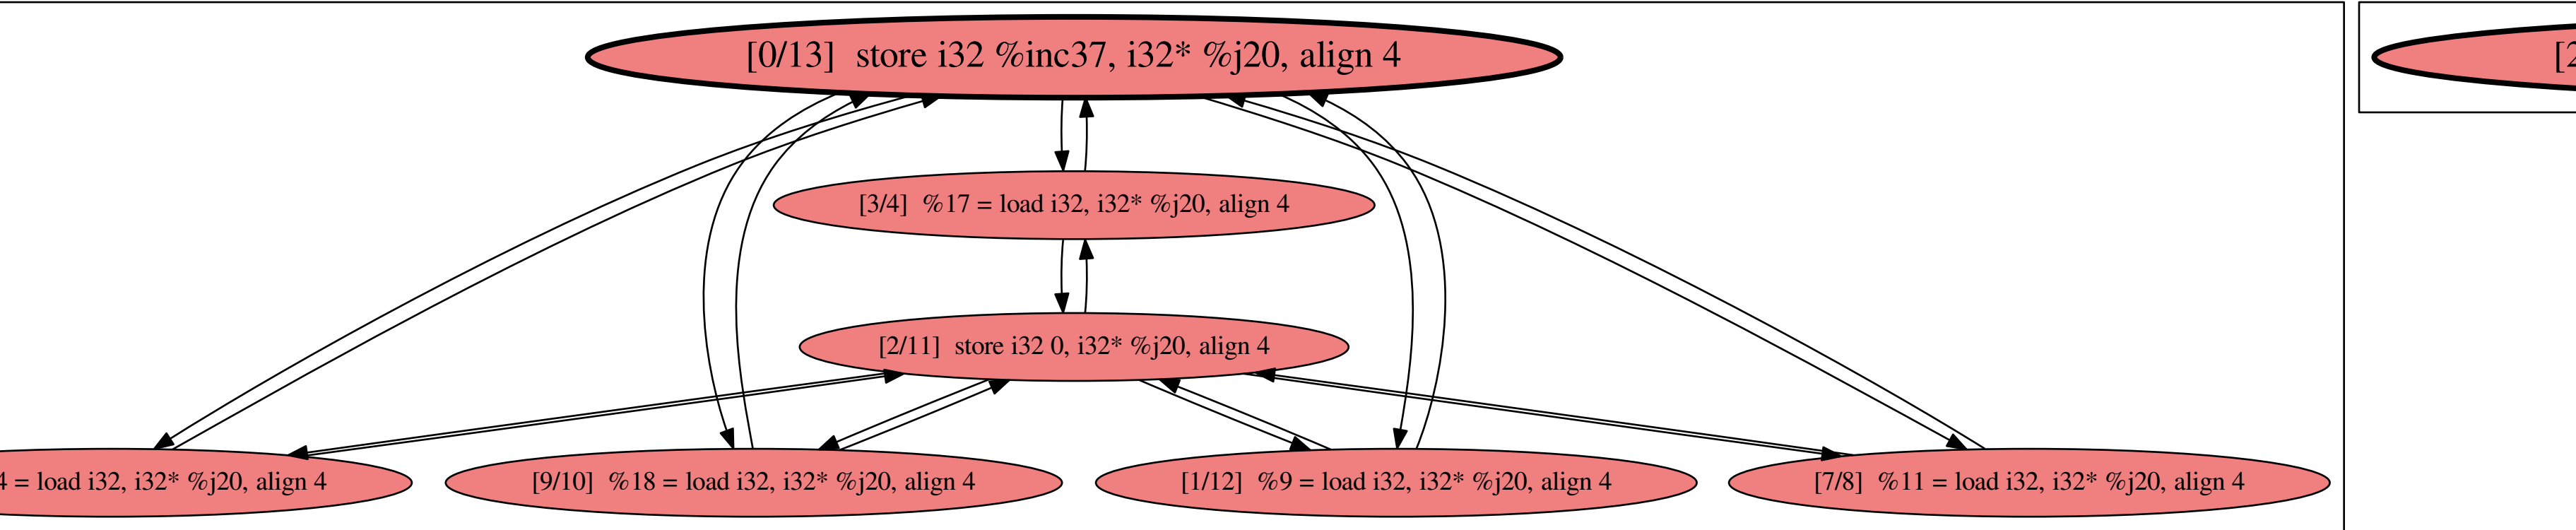 [0/13]  store i32 %inc37, i32* %j20, align 4
[2
[3/4]  %17 = load i32, i32* %j20, align 4
[2/11]  store i32 0, i32* %j20, align 4
4 = load i32, i32* %j20, align 4
[9/10]  %18 = load i32, i32* %j20, align 4
[1/12]  %9 = load i32, i32* %j20, align 4
[7/8]  %11 = load i32, i32* %j20, align 4